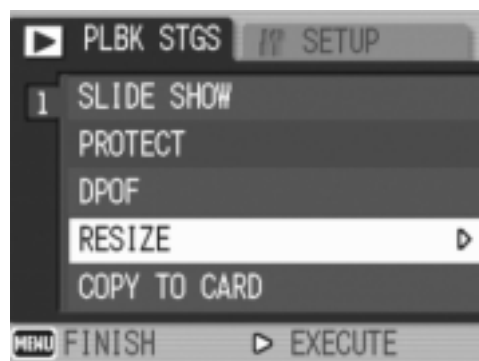 PLBK STGS SETUP
1 SLIDE SHOW
PROTECT
DPOF
RESIZE
COPY TO CARD
MENU FINISH EXECUTE